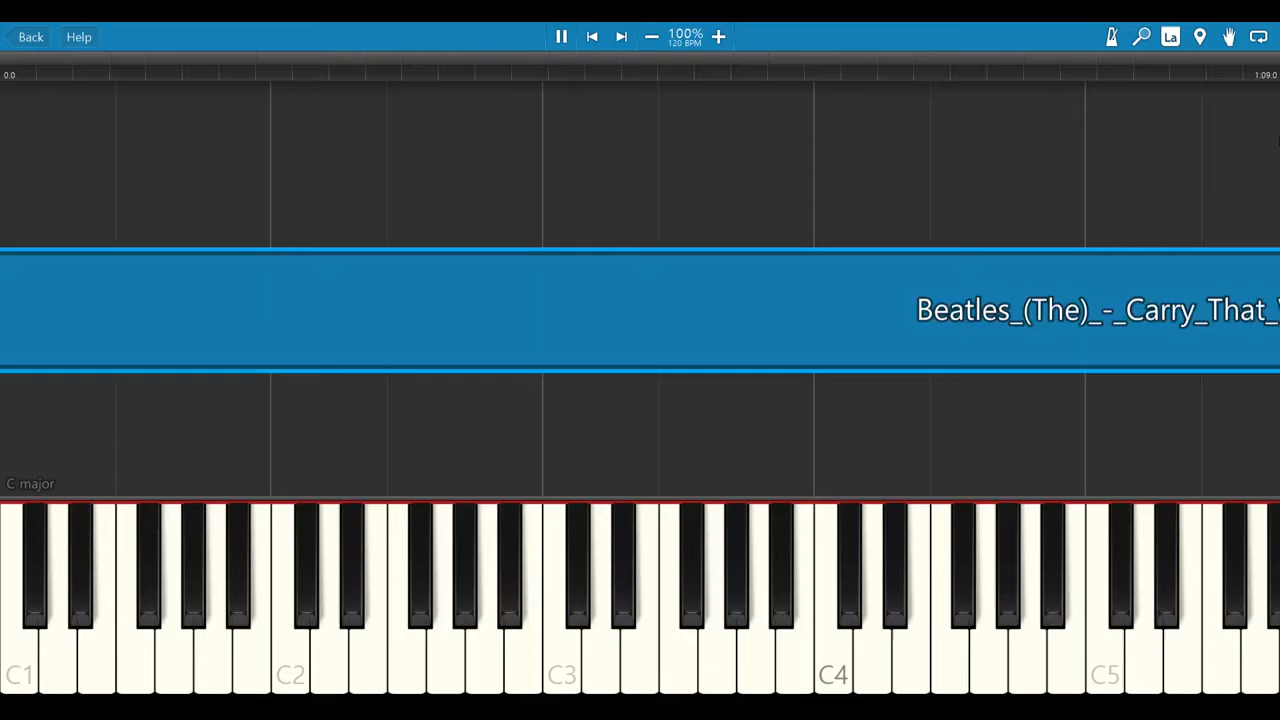 Back Help 100% La
120 BPM
0.0 1:09.0
Beatles_(The)_-_Carry_That_
C major
C1 C2 C3 C4 C5